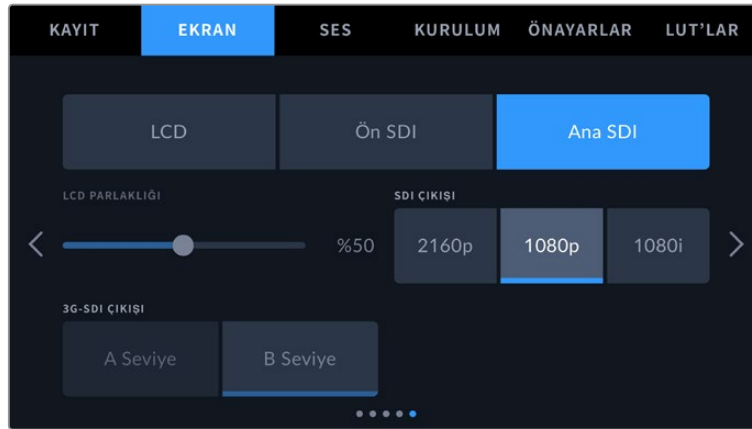 KAYIT EKRAN SES KURULUM ÖNAYARLAR LUT'LAR
LCD Ön SDI Ana SDI
LCD PARLAKLIĞI SDI ÇIKIŞI
%50 2160p 1080p 1080i
3G-SDI ÇIKIŞI
A Seviye B Seviye